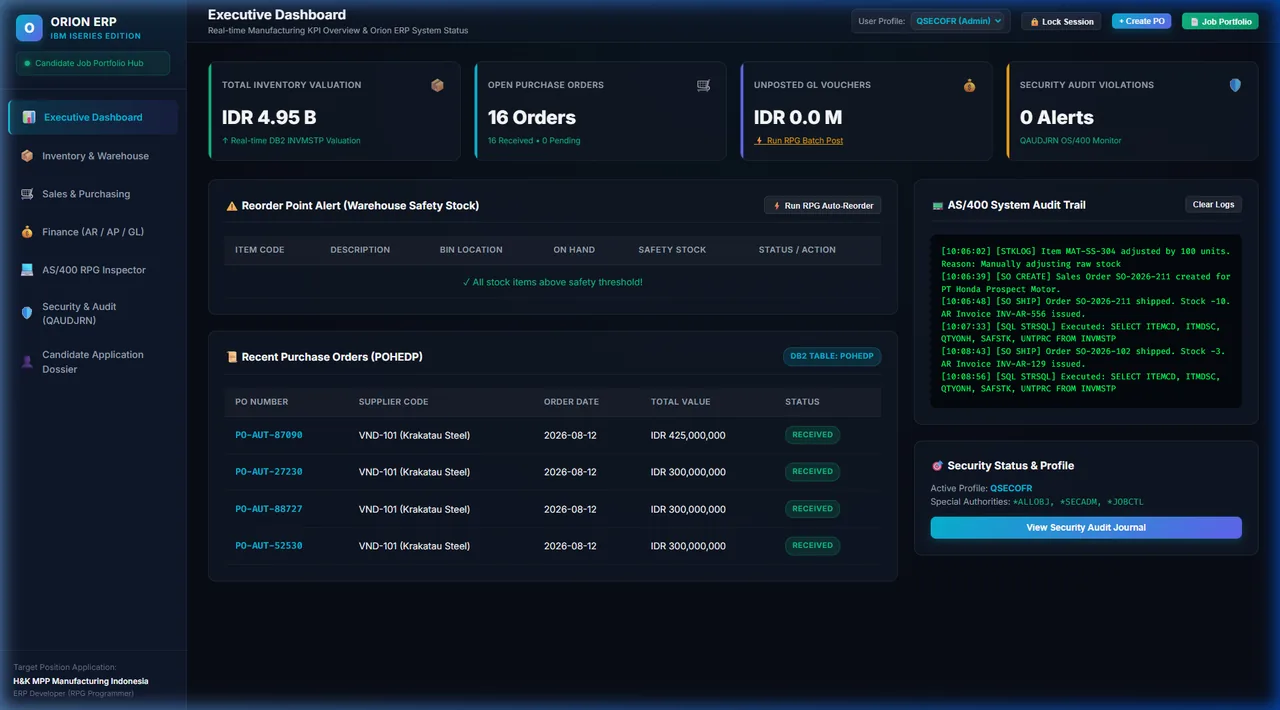 O
ORION ERP
IBM ISERIES EDITION
Candidate Job Portfolio Hub
Executive Dashboard
Inventory & Warehouse
Sales & Purchasing
Finance (AR / AP / GL)
AS/400 RPG Inspector
Security & Audit
(QAUDJRN)
Candidate Application
Dossier
Target Position Application:
H&K MPP Manufacturing Indonesia
ERP Developer (RPG Programmer)
Executive Dashboard
Real-time Manufacturing KPI Overview & Orion ERP System Status
User Profile: QSECOFR (Admin)
Lock Session
+ Create PO
Job Portfolio
TOTAL INVENTORY VALUATION
IDR 4.95 B
↑ Real-time DB2 INVMSTP Valuation
OPEN PURCHASE ORDERS
16 Orders
16 Received • 0 Pending
UNPOSTED GL VOUCHERS
IDR 0.0 M
⚡ Run RPG Batch Post
SECURITY AUDIT VIOLATIONS
0 Alerts
QAUDJRN OS/400 Monitor
⚠ Reorder Point Alert (Warehouse Safety Stock)
⚡ Run RPG Auto-Reorder
ITEM CODE DESCRIPTION BIN LOCATION ON HAND SAFETY STOCK STATUS / ACTION
✓ All stock items above safety threshold!
Recent Purchase Orders (POHEDP)
DB2 TABLE: POHEDP
PO NUMBER SUPPLIER CODE ORDER DATE TOTAL VALUE STATUS
PO-AUT-87090 VND-101 (Krakatau Steel) 2026-08-12 IDR 425,000,000 RECEIVED
PO-AUT-27230 VND-101 (Krakatau Steel) 2026-08-12 IDR 300,000,000 RECEIVED
PO-AUT-88727 VND-101 (Krakatau Steel) 2026-08-12 IDR 300,000,000 RECEIVED
PO-AUT-52530 VND-101 (Krakatau Steel) 2026-08-12 IDR 300,000,000 RECEIVED
AS/400 System Audit Trail
Clear Logs
[10:06:02] [STKLOG] Item MAT-SS-304 adjusted by 100 units.
Reason: Manually adjusting raw stock
[10:06:39] [SO CREATE] Sales Order SO-2026-211 created for
PT Honda Prospect Motor.
[10:06:48] [SO SHIP] Order SO-2026-211 shipped. Stock -10.
AR Invoice INV-AR-556 issued.
[10:07:33] [SQL STRSQL] Executed: SELECT ITEMCD, ITMDSC,
QTYONH, SAFSTK, UNTPRC FROM INVMSTP
[10:08:43] [SO SHIP] Order SO-2026-102 shipped. Stock -3.
AR Invoice INV-AR-129 issued.
[10:08:56] [SQL STRSQL] Executed: SELECT ITEMCD, ITMDSC,
QTYONH, SAFSTK, UNTPRC FROM INVMSTP
Security Status & Profile
Active Profile: QSECOFR
Special Authorities: *ALLOBJ, *SECADM, *JOBCTL
View Security Audit Journal